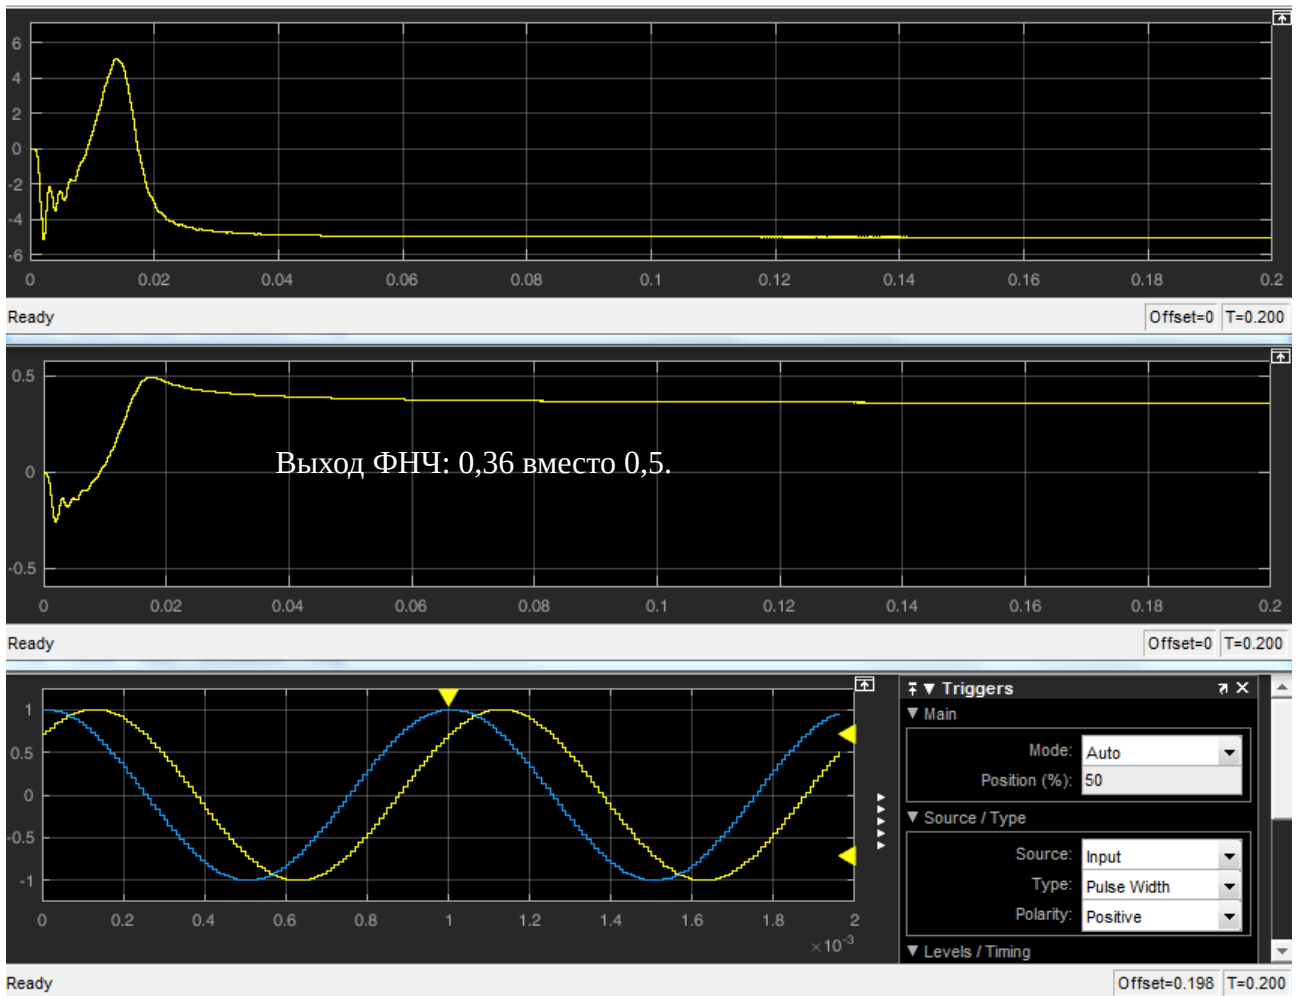 6
4
2
0
-2
-4
-6
0 0.02 0.04 0.06 0.08 0.1 0.12 0.14 0.16 0.18 0.2
Ready Offset=0 T=0.200
0.5
Выход ФНЧ: 0,36 вместо 0,5.
0
-0.5
0 0.02 0.04 0.06 0.08 0.1 0.12 0.14 0.16 0.18 0.2
Ready Offset=0 T=0.200
1
0.5
0
-0.5
-1
0 0.2 0.4 0.6 0.8 1 1.2 1.4 1.6 1.8 2
×10⁻³
Triggers
Main
Mode: Auto
Position (%): 50
Source / Type
Source: Input
Type: Pulse Width
Polarity: Positive
Levels / Timing
Ready Offset=0.198 T=0.200